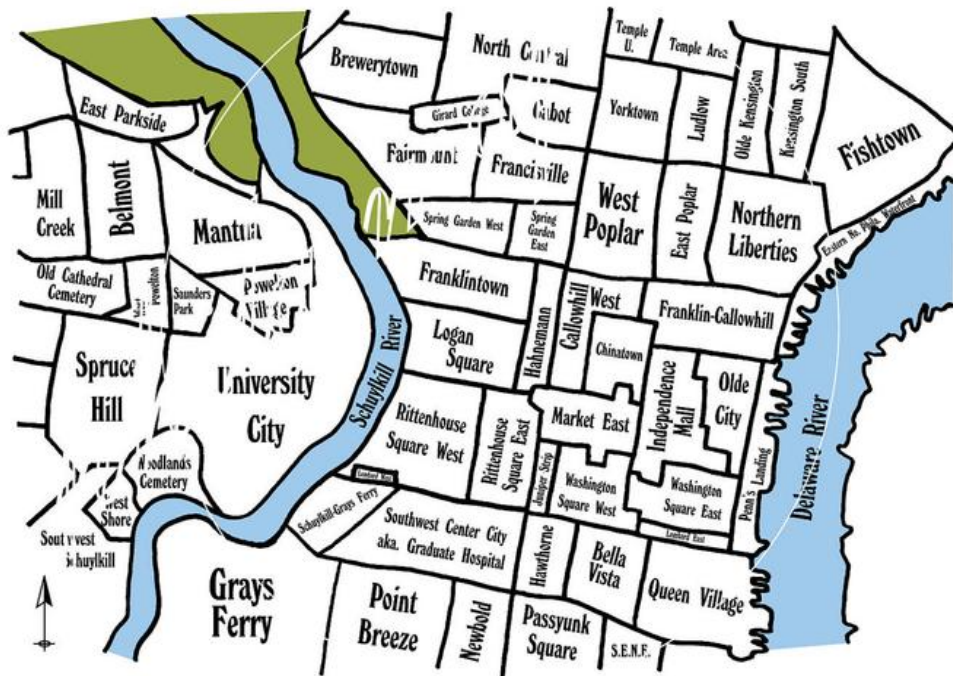 Temple
U.
Temple Area
Brewerytown
North Central
East Parkside
Girard College
Cabot
Yorktown
Ludlow
Olde Kensington
Kensington South
Fishtown
Mill
Creek
Belmont
Mantua
Fairmount
Francisville
West
Poplar
East Poplar
Northern
Liberties
Eastern No. Phila. Waterfront
Spring Garden West
Spring
Garden
East
Old Cathedral
Cemetery
West
Powelton
Saunders
Park
Powelton
Village
Franklintown
Hahnemann
Callowhill
West
Chinatown
Franklin-Callowhill
Logan
Square
Schuylkill River
Spruce
Hill
University
City
Rittenhouse
Square West
Rittenhouse
Square East
Market East
Independence
Mall
Olde
City
Penn's Landing
Delaware River
Woodlands
Cemetery
Lombard West
Juniper Strip
Washington
Square West
Washington
Square East
Lombard East
West
Shore
Southwest
Schuylkill
Schuylkill-Grays Ferry
Southwest Center City
aka. Graduate Hospital
Hawthorne
Bella
Vista
Queen Village
Grays
Ferry
Point
Breeze
Newbold
Passyunk
Square
S.E.N.F.